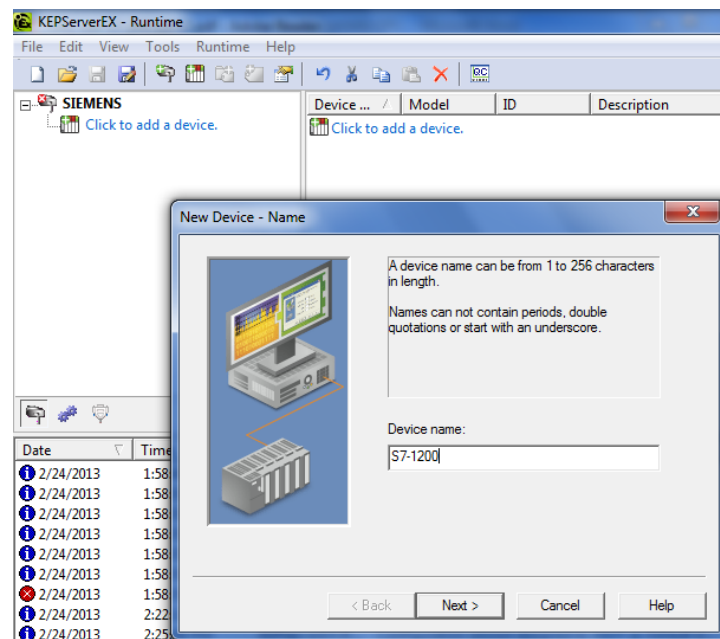 KEPServerEX - Runtime
File Edit View Tools Runtime Help
SIEMENS
Click to add a device.
Device ... Model ID Description
Click to add a device.
New Device - Name
A device name can be from 1 to 256 characters
in length.
Names can not contain periods, double
quotations or start with an underscore.
Device name:
S7-1200
< Back Next > Cancel Help
Date Time
2/24/2013 1:58
2/24/2013 1:58
2/24/2013 1:58
2/24/2013 1:58
2/24/2013 1:58
2/24/2013 1:58
2/24/2013 1:58
2/24/2013 2:22
2/24/2013 2:25